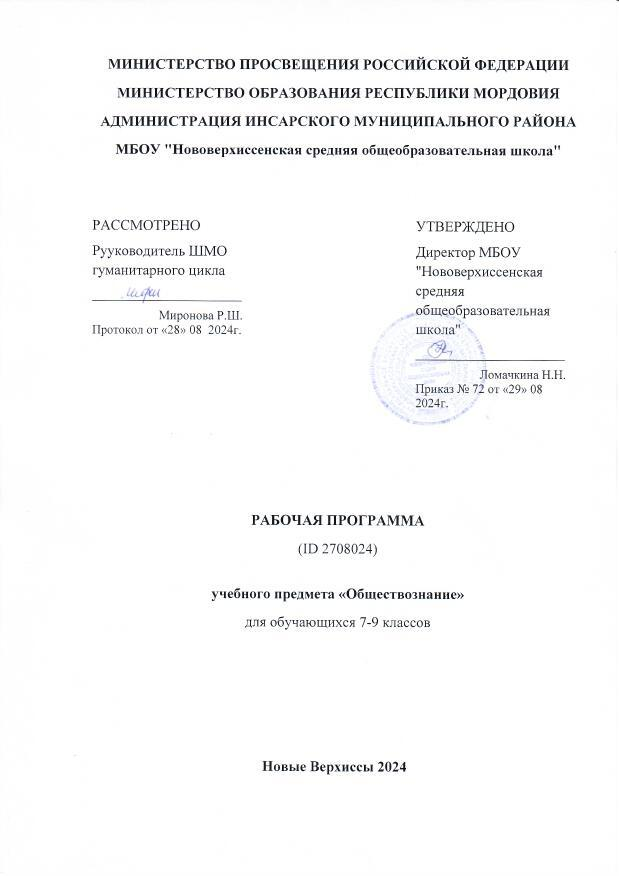 МИНИСТЕРСТВО ПРОСВЕЩЕНИЯ РОССИЙСКОЙ ФЕДЕРАЦИИ
МИНИСТЕРСТВО ОБРАЗОВАНИЯ РЕСПУБЛИКИ МОРДОВИЯ
АДМИНИСТРАЦИЯ ИНСАРСКОГО МУНИЦИПАЛЬНОГО РАЙОНА
МБОУ "Нововерхиссенская средняя общеобразовательная школа"
РАССМОТРЕНО
Рууководитель ШМО
гуманитарного цикла
Миронова Р.Ш.
Протокол от «28» 08 2024г.
УТВЕРЖДЕНО
Директор МБОУ
"Нововерхиссенская
средняя
общеобразовательная
школа"
Ломачкина Н.Н.
Приказ № 72 от «29» 08
2024г.
РАБОЧАЯ ПРОГРАММА
(ID 2708024)
учебного предмета «Обществознание»
для обучающихся 7-9 классов
Новые Верхиссы 2024